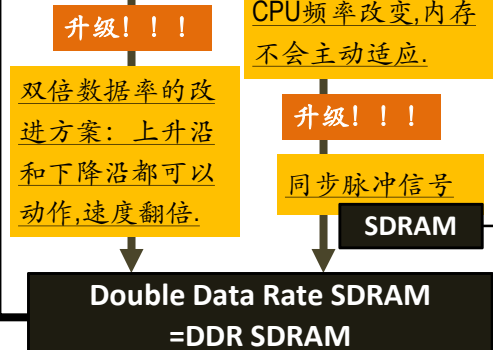 升级！！！
双倍数据率的改
进方案：上升沿
和下降沿都可以
动作,速度翻倍.
CPU频率改变,内存
不会主动适应.
升级！！！
同步脉冲信号
SDRAM
Double Data Rate SDRAM
=DDR SDRAM